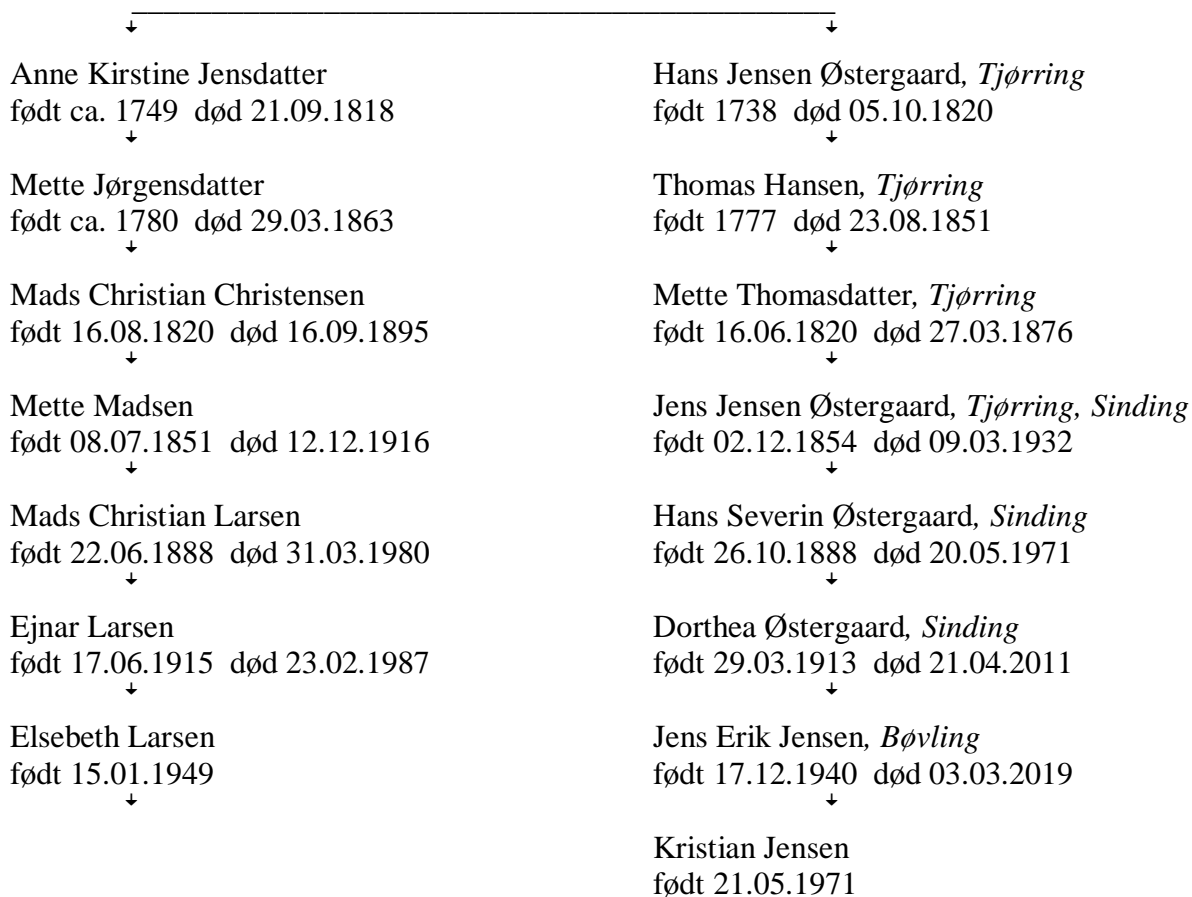 Anne Kirstine Jensdatter
født ca. 1749 død 21.09.1818
Mette Jørgensdatter
født ca. 1780 død 29.03.1863
Mads Christian Christensen
født 16.08.1820 død 16.09.1895
Mette Madsen
født 08.07.1851 død 12.12.1916
Mads Christian Larsen
født 22.06.1888 død 31.03.1980
Ejnar Larsen
født 17.06.1915 død 23.02.1987
Elsebeth Larsen
født 15.01.1949
Hans Jensen Østergaard, Tjørring
født 1738 død 05.10.1820
Thomas Hansen, Tjørring
født 1777 død 23.08.1851
Mette Thomasdatter, Tjørring
født 16.06.1820 død 27.03.1876
Jens Jensen Østergaard, Tjørring, Sinding
født 02.12.1854 død 09.03.1932
Hans Severin Østergaard, Sinding
født 26.10.1888 død 20.05.1971
Dorthea Østergaard, Sinding
født 29.03.1913 død 21.04.2011
Jens Erik Jensen, Bøvling
født 17.12.1940 død 03.03.2019
Kristian Jensen
født 21.05.1971